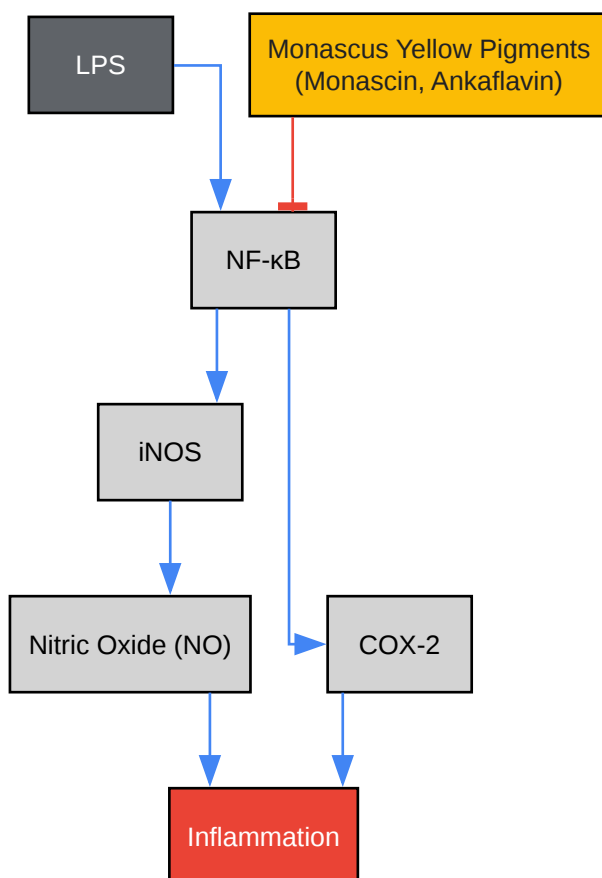 LPS
Monascus Yellow Pigments
(Monascin, Ankaflavin)
NF-κB
iNOS
Nitric Oxide (NO)
COX-2
Inflammation